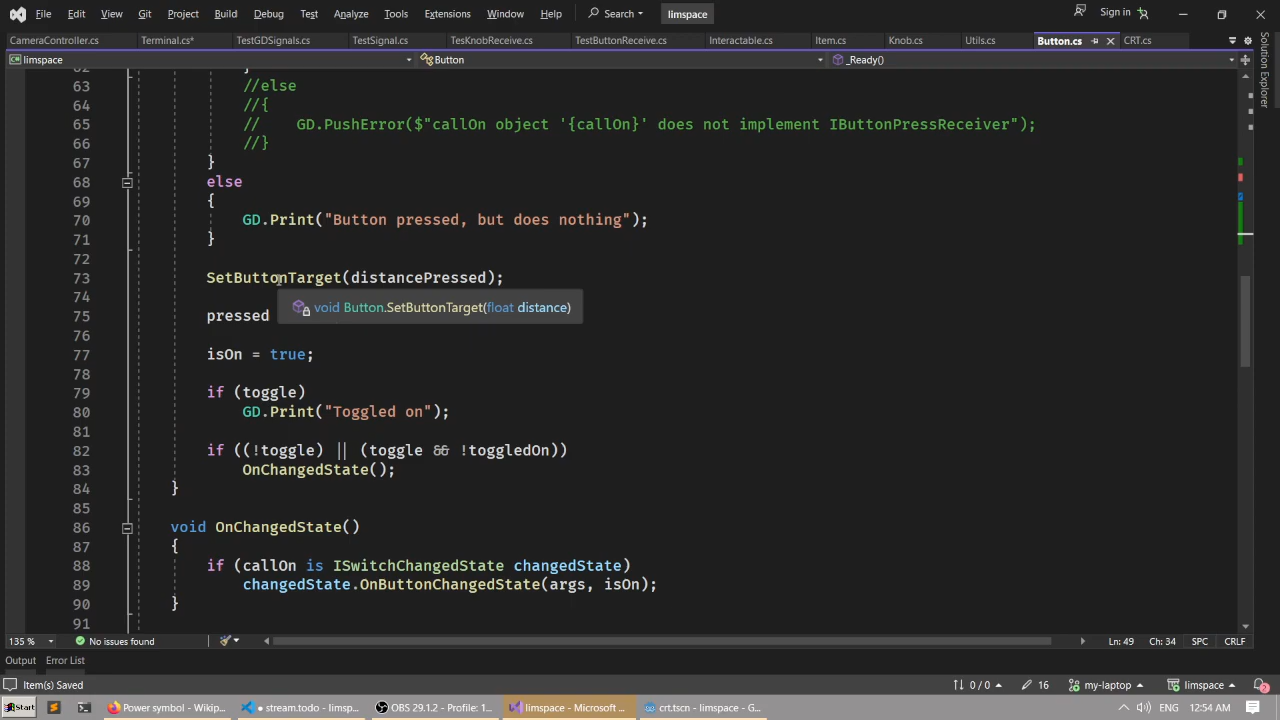 File Edit View Git Project Build Debug Test Analyze Tools Extensions Window Help Search limspace Sign in
CameraController.cs Terminal.cs* TestGDSignals.cs TestSignal.cs TesKnobReceive.cs TestButtonReceive.cs Interactable.cs Item.cs Knob.cs Utils.cs Button.cs CRT.cs
limspace Button _Ready()
Solution Explorer
63 //else
64 //{
65 // GD.PushError($"callOn object '{callOn}' does not implement IButtonPressReceiver");
66 //}
67 }
68 else
69 {
70 GD.Print("Button pressed, but does nothing");
71 }
72
73 SetButtonTarget(distancePressed);
74 void Button.SetButtonTarget(float distance)
75 pressed
76
77 isOn = true;
78
79 if (toggle)
80 GD.Print("Toggled on");
81
82 if ((!toggle) || (toggle && !toggledOn))
83 OnChangedState();
84 }
85
86 void OnChangedState()
87 {
88 if (callOn is ISwitchChangedState changedState)
89 changedState.OnButtonChangedState(args, isOn);
90 }
91
135 % No issues found Ln: 49 Ch: 34 SPC CRLF
Output Error List
Item(s) Saved 0 / 0 16 my-laptop limspace 2
Start Power symbol - Wikip... stream.todo - limsp... OBS 29.1.2 - Profile: 1... limspace - Microsoft ... crt.tscn - limspace - G... ENG 12:54 AM